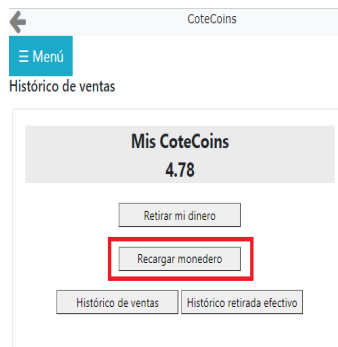 CoteCoins
☰ Menú
Histórico de ventas
Mis CoteCoins
4.78
Retirar mi dinero
Recargar monedero
Histórico de ventas Histórico retirada efectivo